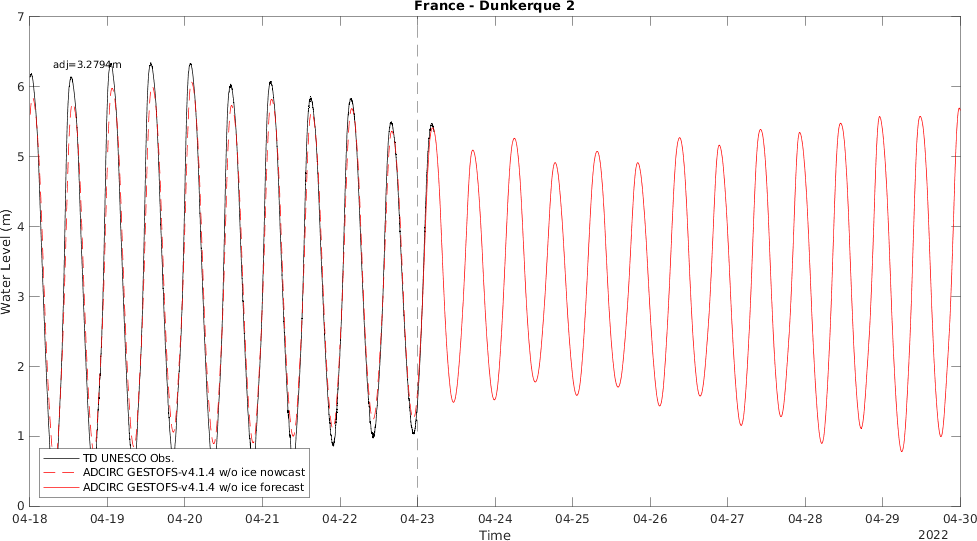 France - Dunkerque 2
7
6
5
4
3
2
1
0
Water Level (m)
adj=3.2794m
TD UNESCO Obs.
ADCIRC GESTOFS-v4.1.4 w/o ice nowcast
ADCIRC GESTOFS-v4.1.4 w/o ice forecast
04-18 04-19 04-20 04-21 04-22 04-23 04-24 04-25 04-26 04-27 04-28 04-29 04-30
Time
2022